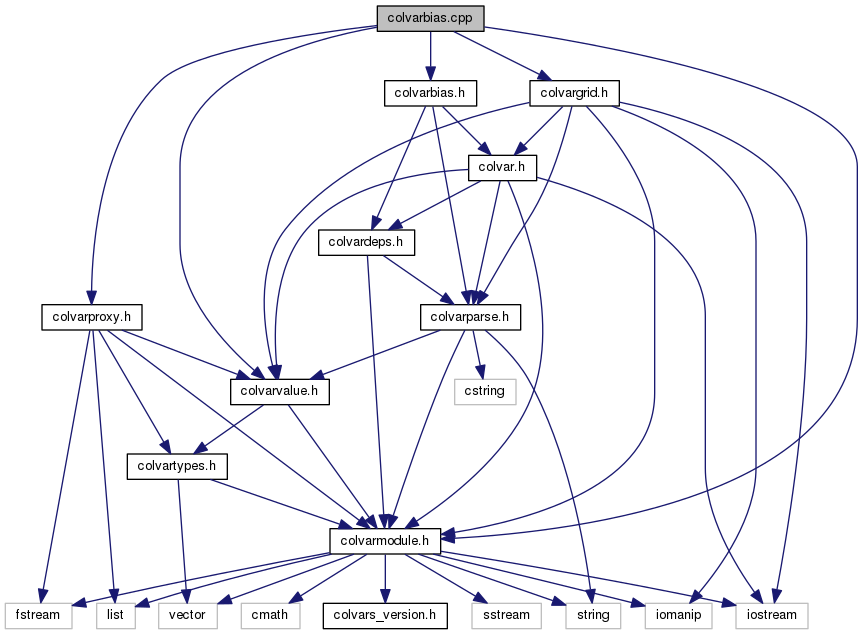 colvarbias.cpp
colvarbias.h
colvargrid.h
colvar.h
colvardeps.h
colvarproxy.h
colvarparse.h
colvarvalue.h
cstring
colvartypes.h
colvarmodule.h
fstream
list
vector
cmath
colvars_version.h
sstream
string
iomanip
iostream